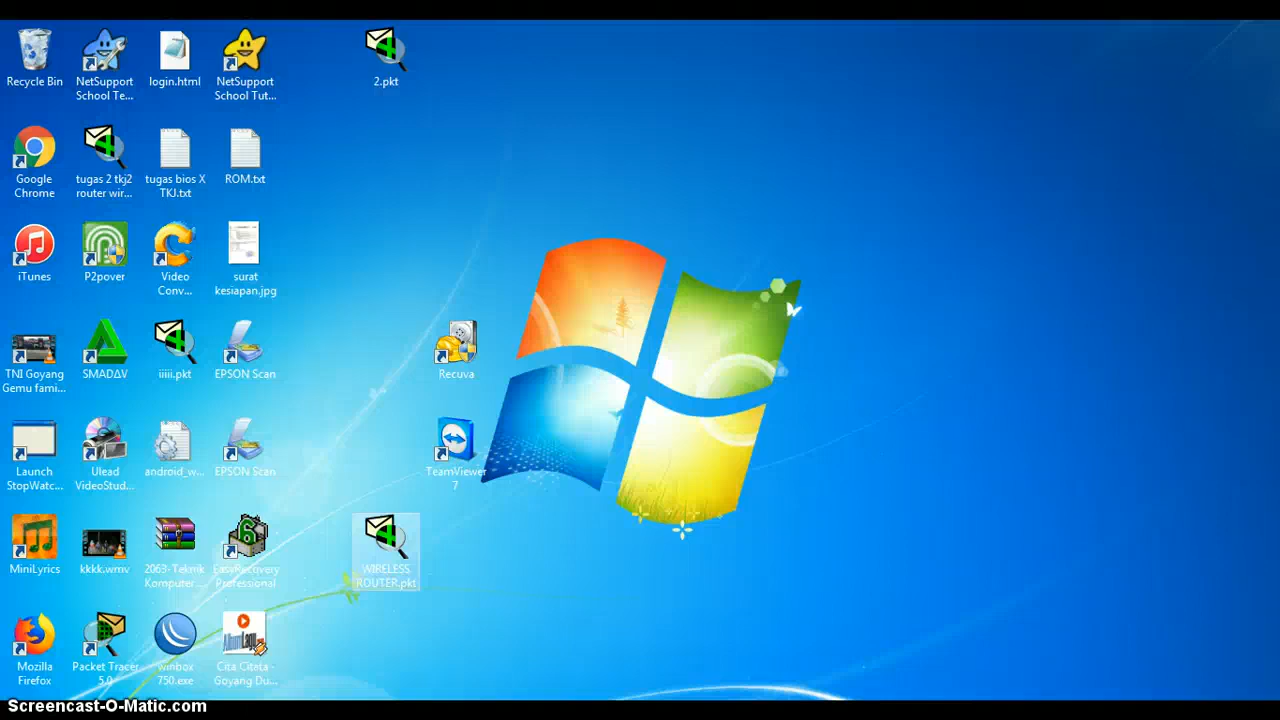 Recycle Bin
NetSupport
School Te...
login.html
NetSupport
School Tut...
2.pkt
Google
Chrome
tugas 2 tkj2
router wir...
tugas bios X
TKJ.txt
ROM.txt
iTunes
P2pover
Video
Conv...
surat
kesiapan.jpg
TNI Goyang
Gemu fami...
SMADΔV
iiiii.pkt
EPSON Scan
Recuva
Launch
StopWatc...
Ulead
VideoStud...
android_w...
EPSON Scan
TeamViewer
7
MiniLyrics
kkkk.wmv
2063-Teknik
Komputer...
EasyRecovery
Professional
WIRELESS
ROUTER.pkt
Mozilla
Firefox
Packet Tracer
5.0
winbox
750.exe
Cita Citata -
Goyang Du...
Screencast-O-Matic.com